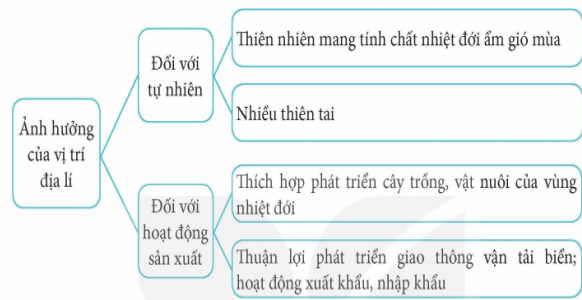 Ảnh hưởng
của vị trí
địa lí
Đối với
tự nhiên
Thiên nhiên mang tính chất nhiệt đới ẩm gió mùa
Nhiều thiên tai
Đối với
hoạt động
sản xuất
Thích hợp phát triển cây trồng, vật nuôi của vùng
nhiệt đới
Thuận lợi phát triển giao thông vận tải biển;
hoạt động xuất khẩu, nhập khẩu